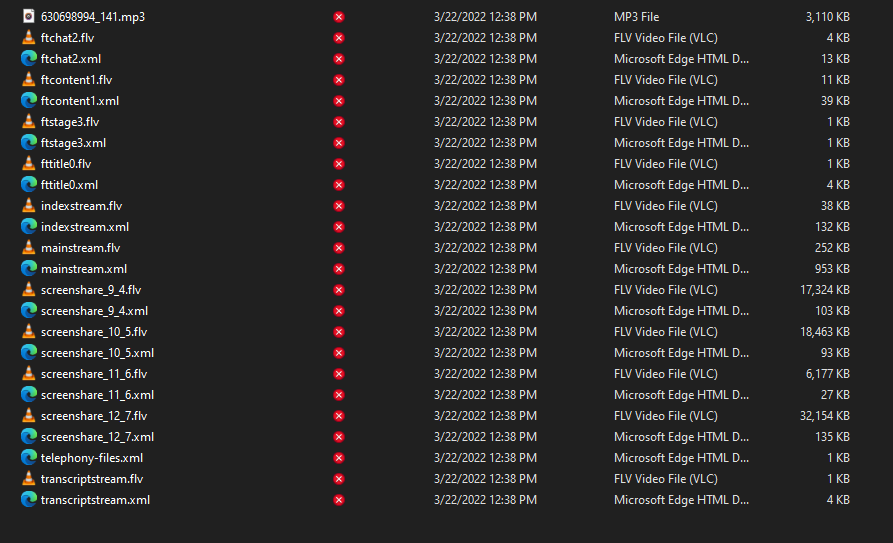 630698994_141.mp3 3/22/2022 12:38 PM MP3 File 3,110 KB
ftchat2.flv 3/22/2022 12:38 PM FLV Video File (VLC) 4 KB
ftchat2.xml 3/22/2022 12:38 PM Microsoft Edge HTML D... 13 KB
ftcontent1.flv 3/22/2022 12:38 PM FLV Video File (VLC) 11 KB
ftcontent1.xml 3/22/2022 12:38 PM Microsoft Edge HTML D... 39 KB
ftstage3.flv 3/22/2022 12:38 PM FLV Video File (VLC) 1 KB
ftstage3.xml 3/22/2022 12:38 PM Microsoft Edge HTML D... 1 KB
fttitle0.flv 3/22/2022 12:38 PM FLV Video File (VLC) 1 KB
fttitle0.xml 3/22/2022 12:38 PM Microsoft Edge HTML D... 4 KB
indexstream.flv 3/22/2022 12:38 PM FLV Video File (VLC) 38 KB
indexstream.xml 3/22/2022 12:38 PM Microsoft Edge HTML D... 132 KB
mainstream.flv 3/22/2022 12:38 PM FLV Video File (VLC) 252 KB
mainstream.xml 3/22/2022 12:38 PM Microsoft Edge HTML D... 953 KB
screenshare_9_4.flv 3/22/2022 12:38 PM FLV Video File (VLC) 17,324 KB
screenshare_9_4.xml 3/22/2022 12:38 PM Microsoft Edge HTML D... 103 KB
screenshare_10_5.flv 3/22/2022 12:38 PM FLV Video File (VLC) 18,463 KB
screenshare_10_5.xml 3/22/2022 12:38 PM Microsoft Edge HTML D... 93 KB
screenshare_11_6.flv 3/22/2022 12:38 PM FLV Video File (VLC) 6,177 KB
screenshare_11_6.xml 3/22/2022 12:38 PM Microsoft Edge HTML D... 27 KB
screenshare_12_7.flv 3/22/2022 12:38 PM FLV Video File (VLC) 32,154 KB
screenshare_12_7.xml 3/22/2022 12:38 PM Microsoft Edge HTML D... 135 KB
telephony-files.xml 3/22/2022 12:38 PM Microsoft Edge HTML D... 1 KB
transcriptstream.flv 3/22/2022 12:38 PM FLV Video File (VLC) 1 KB
transcriptstream.xml 3/22/2022 12:38 PM Microsoft Edge HTML D... 4 KB